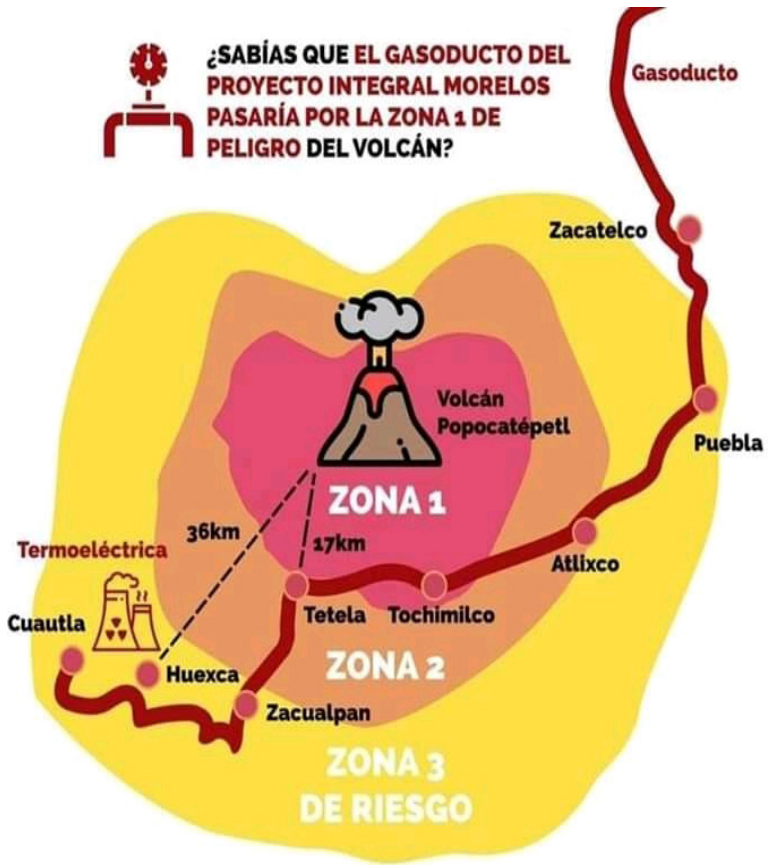 ¿SABÍAS QUE EL GASODUCTO DEL
PROYECTO INTEGRAL MORELOS
PASARÍA POR LA ZONA 1 DE
PELIGRO DEL VOLCÁN?
Gasoducto
Zacatelco
Volcán
Popocatépetl
Puebla
ZONA 1
36km
17km
Termoeléctrica
Atlixco
Cuautla
Tetela
Tochimilco
Huexca
ZONA 2
Zacualpan
ZONA 3
DE RIESGO